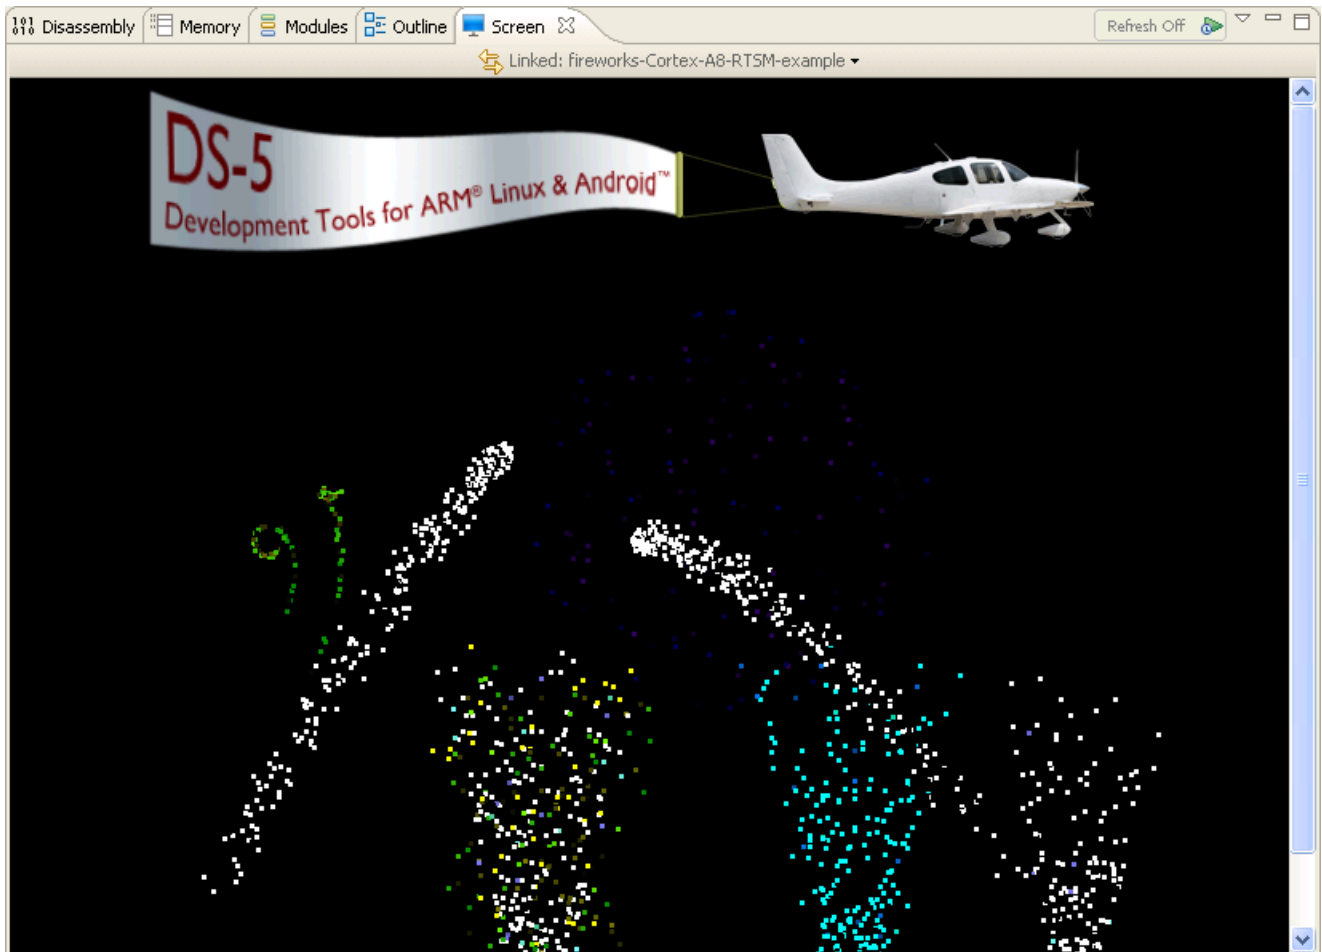 Disassembly Memory Modules Outline Screen Refresh Off
Linked: fireworks-Cortex-A8-RTSM-example
DS-5
Development Tools for ARM® Linux & Android™